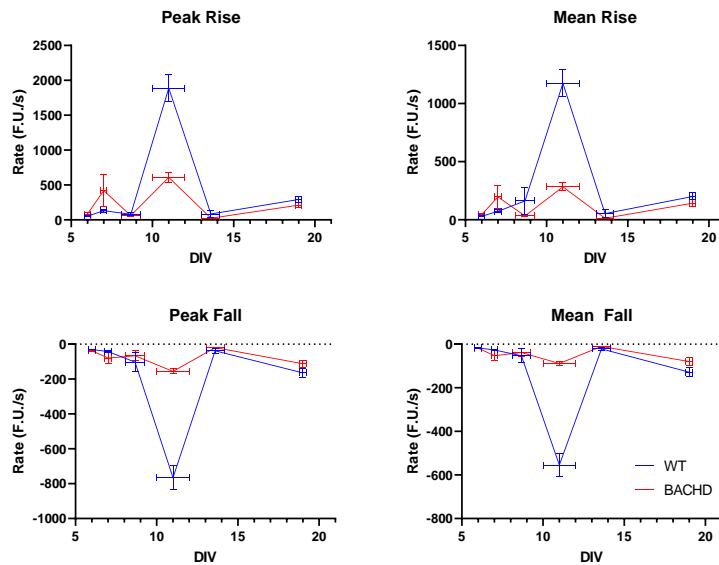 Peak Rise
2500
2000
1500
1000
500
0
Rate (F.U./s)
5 10 15 20
DIV
Mean Rise
1500
1000
500
0
Rate (F.U./s)
5 10 15 20
DIV
Peak Fall
0
-200
-400
-600
-800
-1000
Rate (F.U./s)
5 10 15 20
DIV
Mean Fall
0
-200
-400
-600
-800
Rate (F.U./s)
5 10 15 20
DIV
WT
BACHD